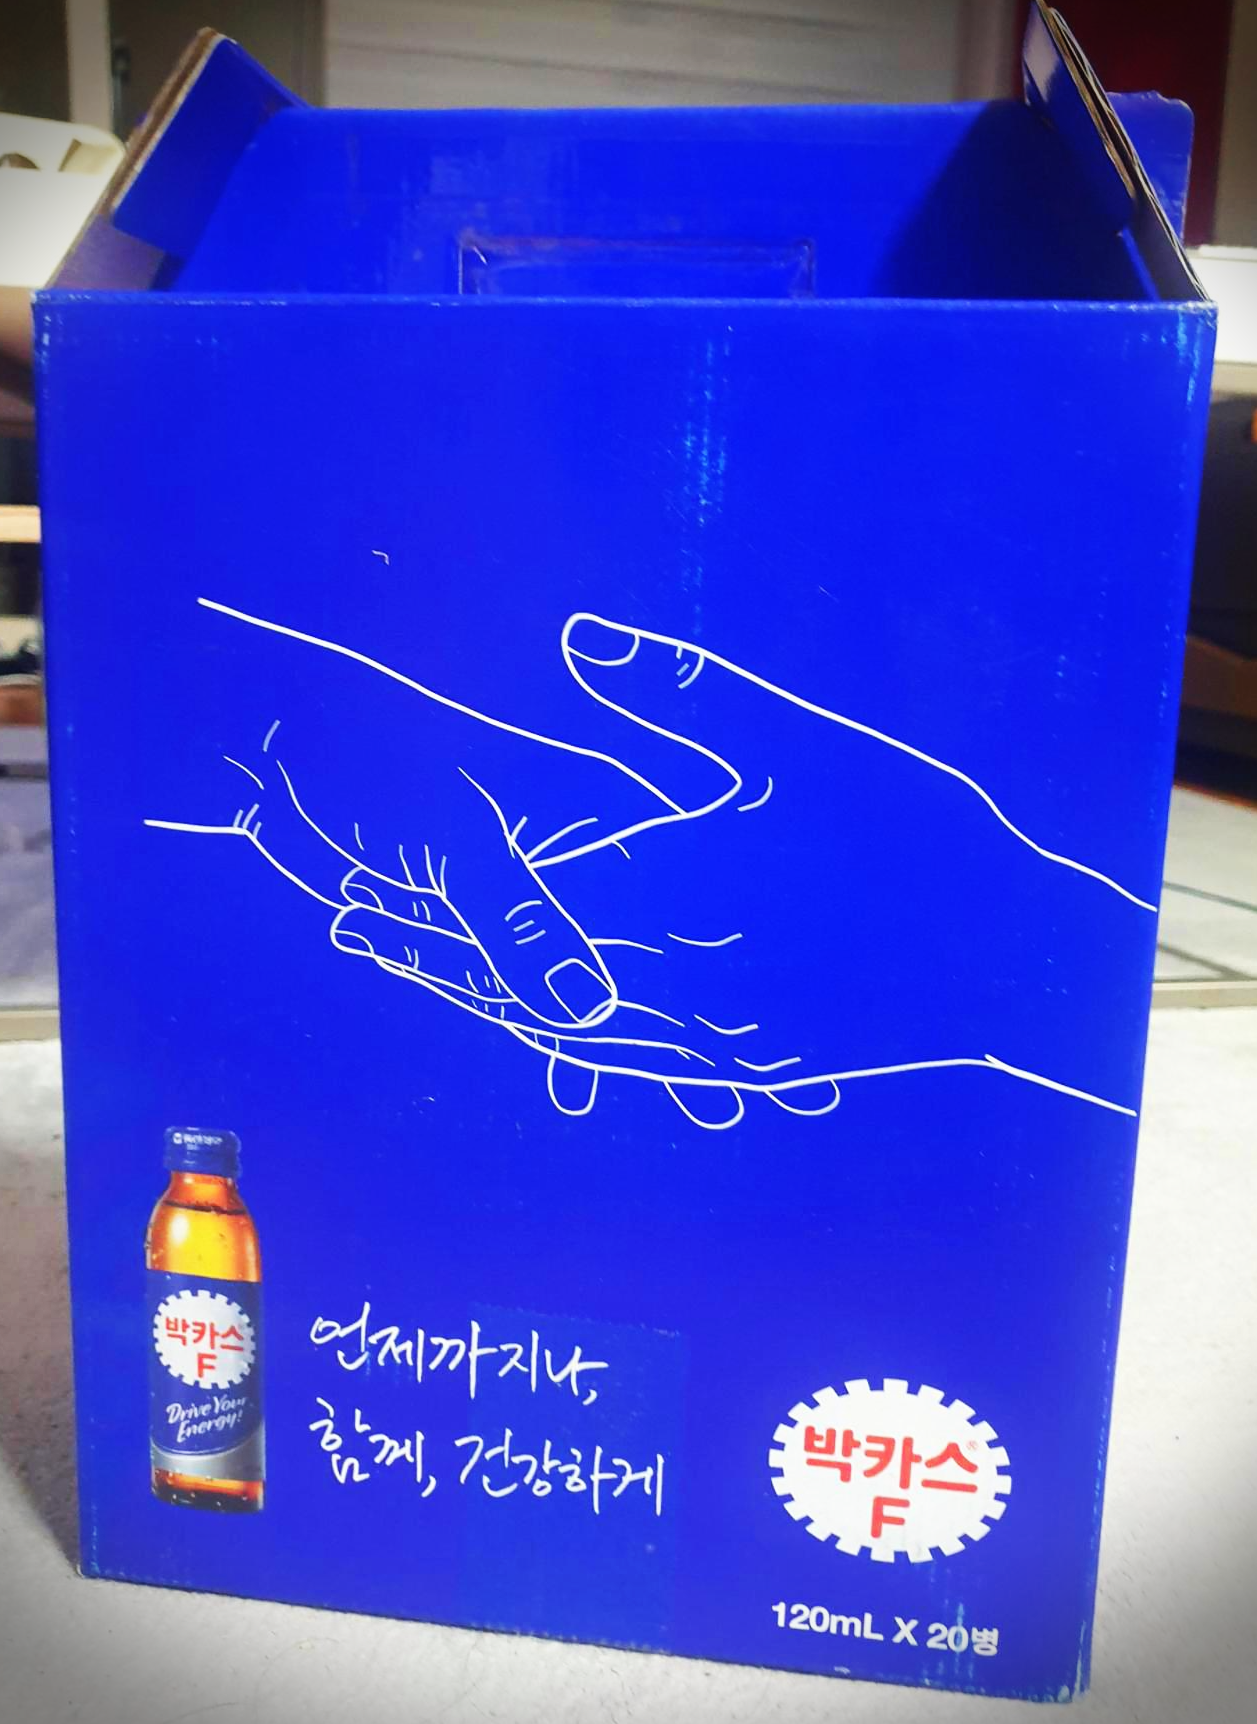 박카스
F
Drive Your
Energy!
언제까지나,
함께, 건강하게
박카스®
F
120mL X 20병